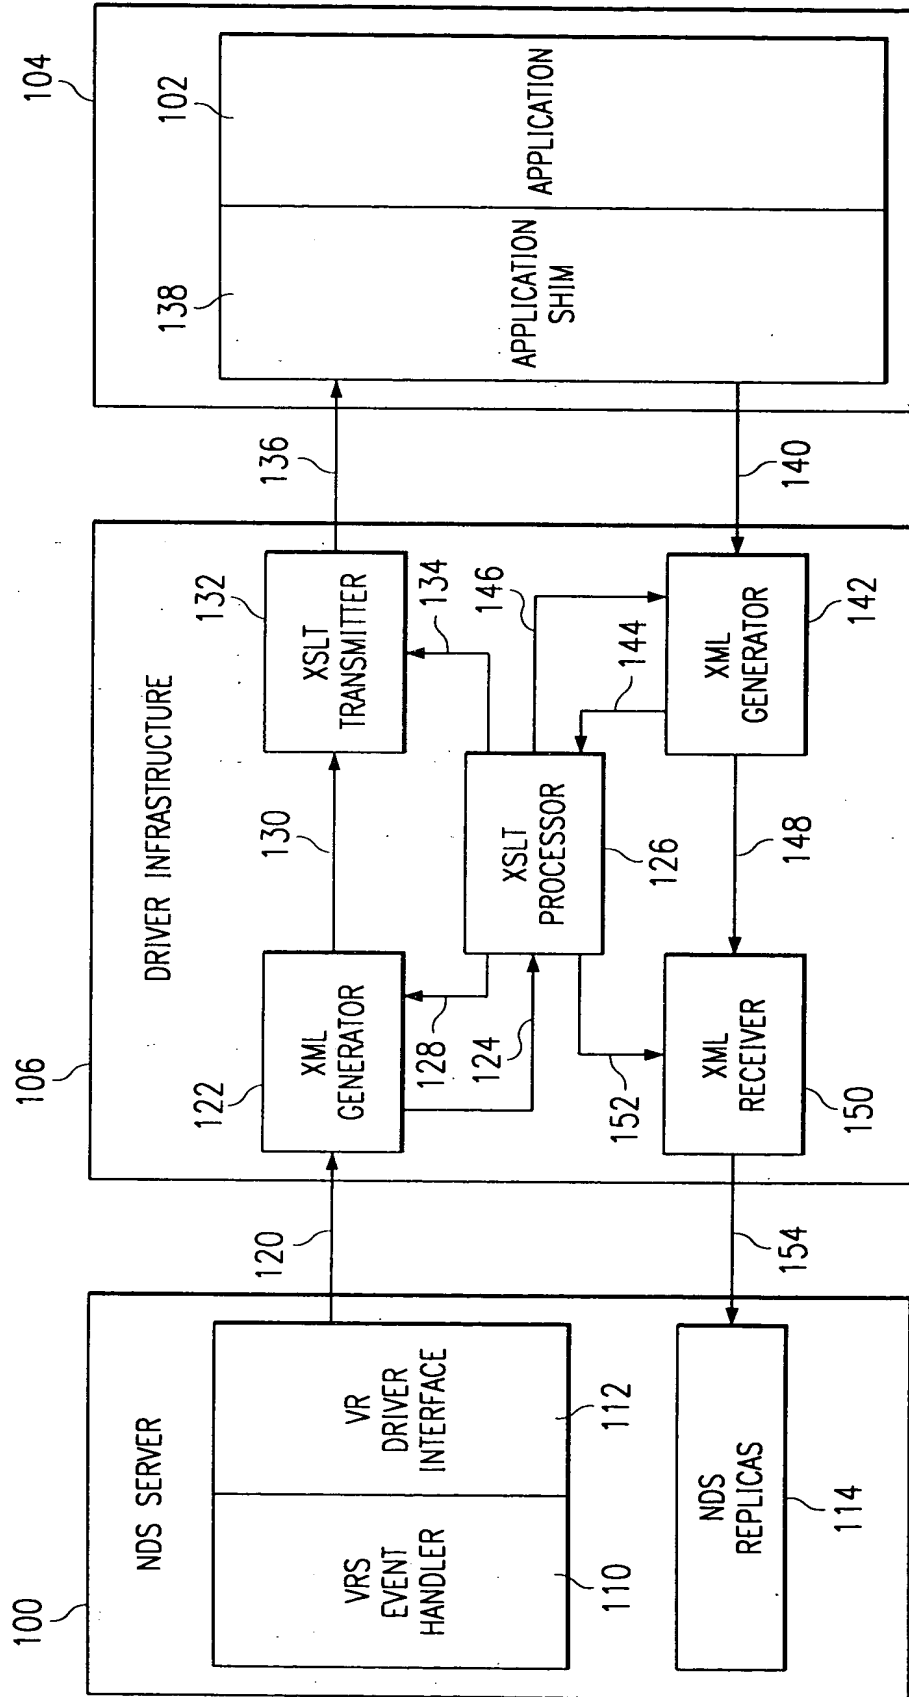 100
NDS SERVER
VRS
EVENT
HANDLER
110
VR
DRIVER
INTERFACE
112
NDS
REPLICAS
114
120
154
106
DRIVER INFRASTRUCTURE
122
XML
GENERATOR
128
124
130
XSLT
PROCESSOR
126
152
XML
RECEIVER
150
148
132
XSLT
TRANSMITTER
134
146
144
XML
GENERATOR
142
136
140
104
138
APPLICATION
SHIM
102
APPLICATION